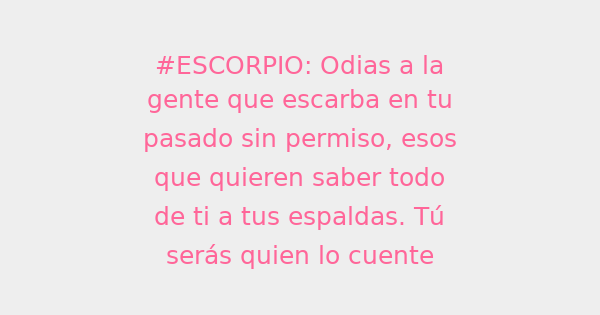 #ESCORPIO: Odias a la
gente que escarba en tu
pasado sin permiso, esos
que quieren saber todo
de ti a tus espaldas. Tú
serás quien lo cuente